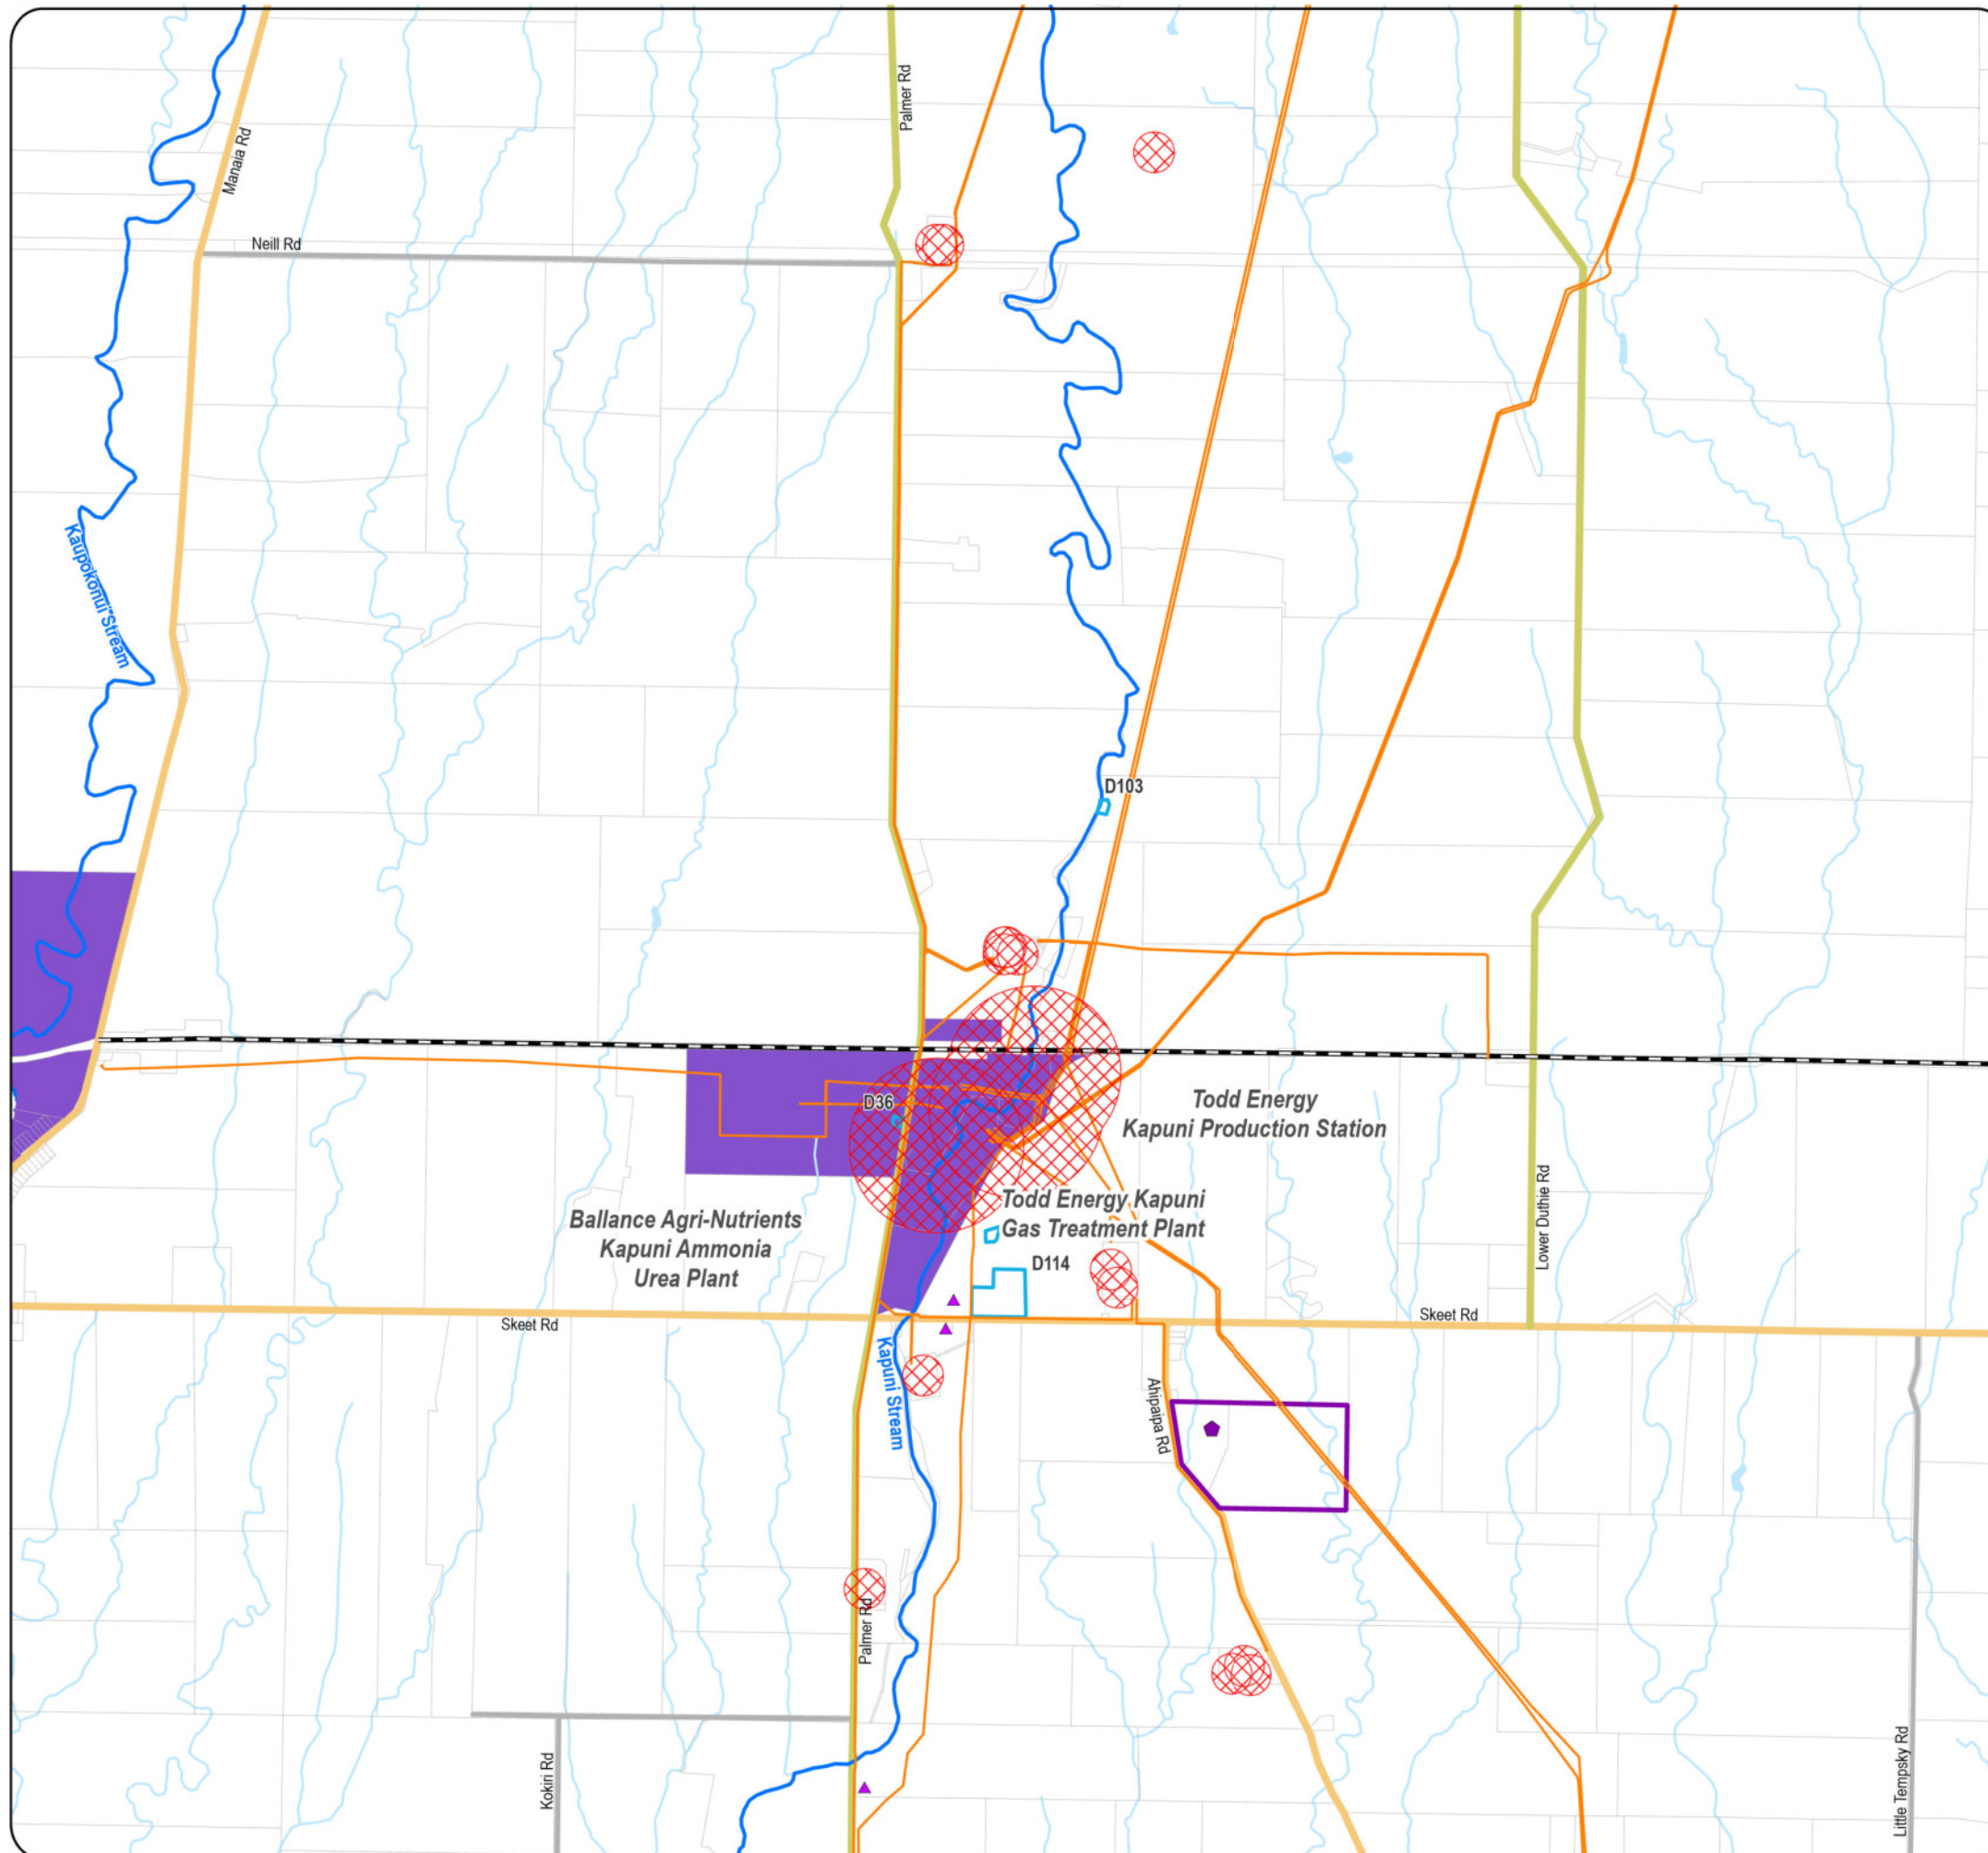 Palmer Rd
Manaia Rd
Neill Rd
Kaupokonui Stream
D103
D36
Todd Energy
Kapuni Production Station
Todd Energy Kapuni
Gas Treatment Plant
Ballance Agri-Nutrients
Kapuni Ammonia
Urea Plant
D114
Lower Duthie Rd
Skeet Rd
Skeet Rd
Kapuni Stream
Ahipaipa Rd
Palmer Rd
Kokiri Rd
Little Tempsky Rd